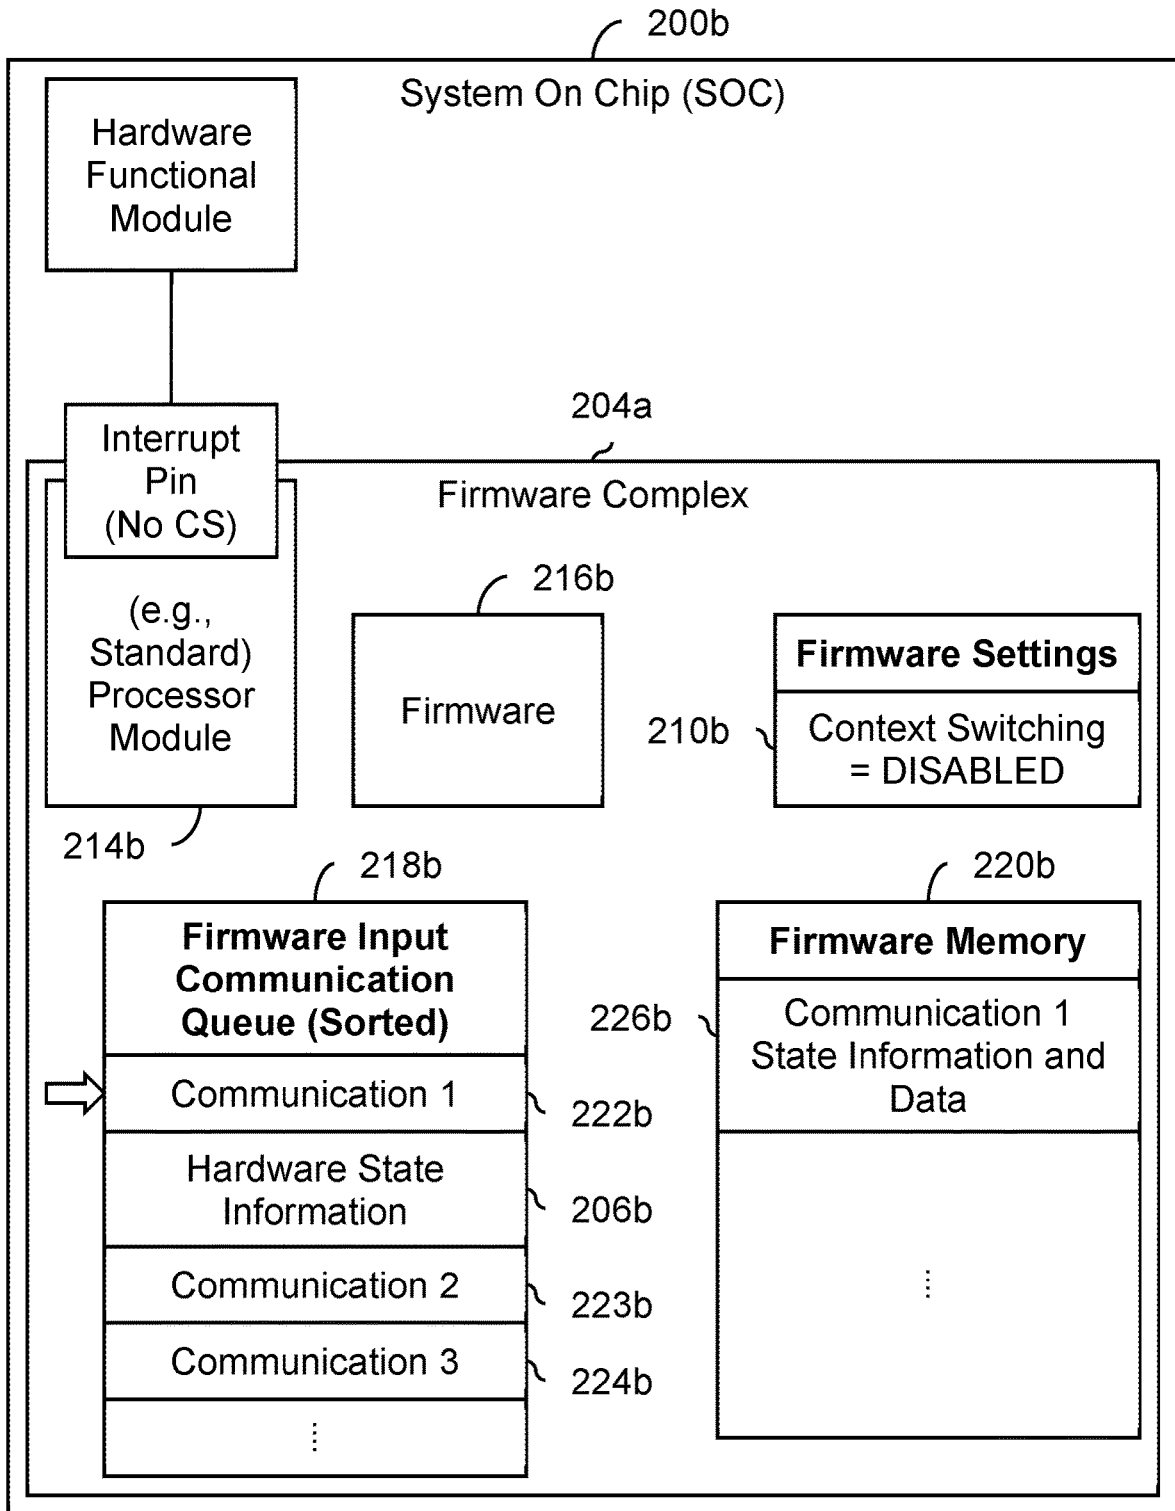 200b
System On Chip (SOC)
Hardware
Functional
Module
204a
Interrupt
Pin
(No CS)
Firmware Complex
(e.g.,
Standard)
Processor
Module
214b
216b
Firmware
Firmware Settings
210b
Context Switching
= DISABLED
218b
Firmware Input
Communication
Queue (Sorted)
Communication 1
222b
Hardware State
Information
206b
Communication 2
223b
Communication 3
224b
⋮
220b
Firmware Memory
226b
Communication 1
State Information and
Data
⋮